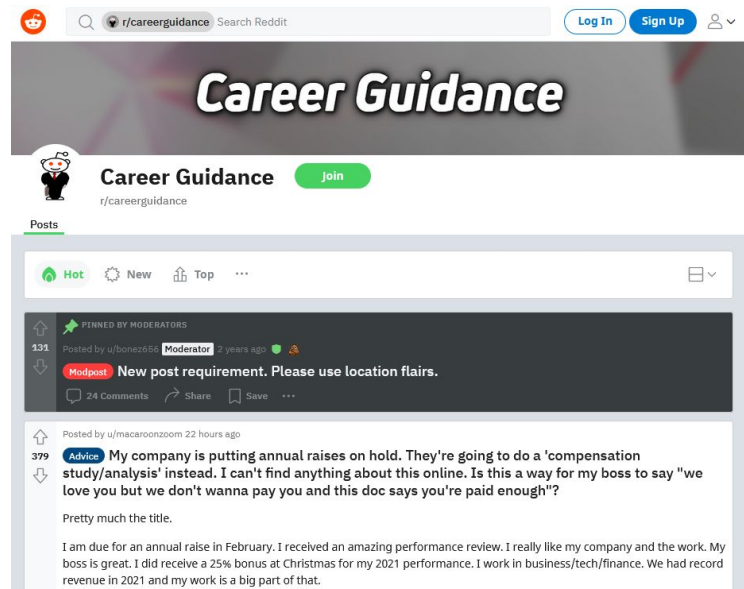 r/careerguidance Search Reddit
Log In
Sign Up
Career Guidance
Career Guidance
Join
r/careerguidance
Posts
Hot
New
Top
...
PINNED BY MODERATORS
131
Posted by u/bonez656 Moderator 2 years ago
Modpost New post requirement. Please use location flairs.
24 Comments Share Save ...
Posted by u/macaroonzoom 22 hours ago
379
Advice My company is putting annual raises on hold. They're going to do a 'compensation
study/analysis' instead. I can't find anything about this online. Is this a way for my boss to say "we
love you but we don't wanna pay you and this doc says you're paid enough"?
Pretty much the title.
I am due for an annual raise in February. I received an amazing performance review. I really like my company and the work. My
boss is great. I did receive a 25% bonus at Christmas for my 2021 performance. I work in business/tech/finance. We had record
revenue in 2021 and my work is a big part of that.